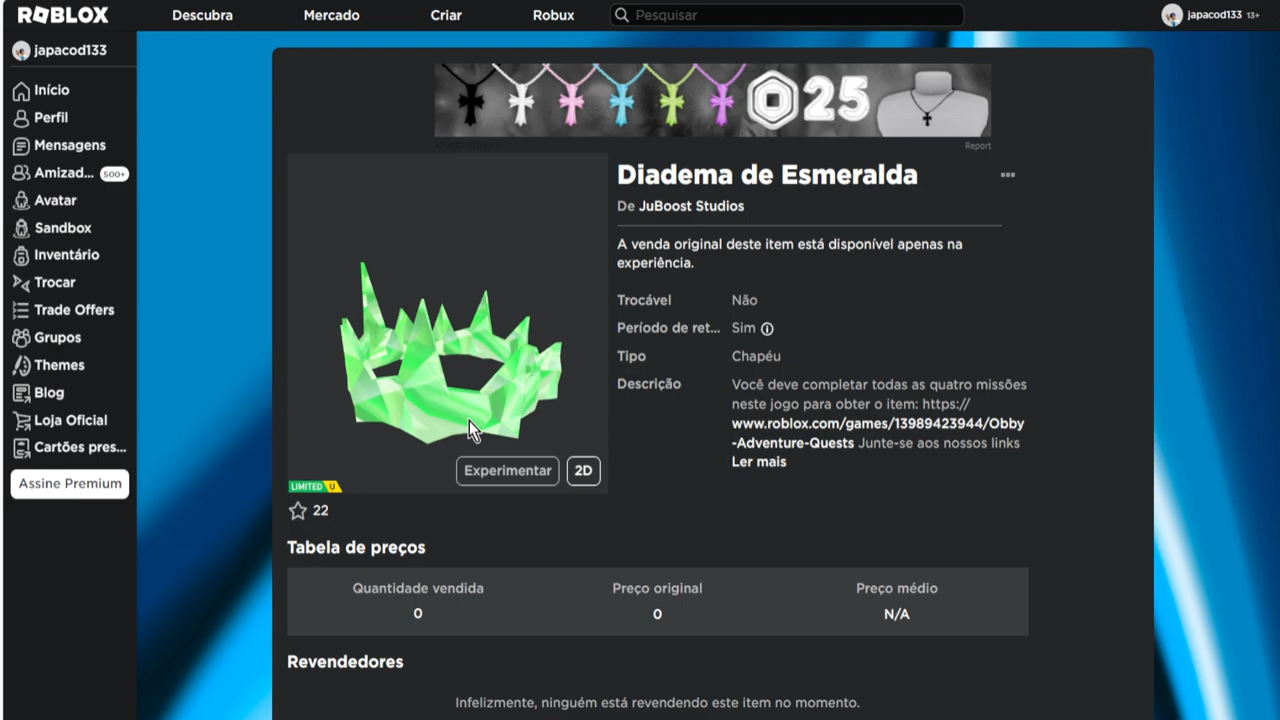 ROBLOX
Descubra
Mercado
Criar
Robux
Pesquisar
japacod133 13+
japacod133
Início
Perfil
Mensagens
Amizad... 500+
Avatar
Sandbox
Inventário
Trocar
Trade Offers
Grupos
Themes
Blog
Loja Oficial
Cartões pres...
Assine Premium
25
ADVERTISEMENT
Report
Diadema de Esmeralda
De JuBoost Studios
A venda original deste item está disponível apenas na
experiência.
Trocável Não
Período de ret... Sim
Tipo Chapéu
Descrição Você deve completar todas as quatro missões
neste jogo para obter o item: https://
www.roblox.com/games/13989423944/Obby
-Adventure-Quests Junte-se aos nossos links
Ler mais
Experimentar
2D
LIMITED U
22
Tabela de preços
Quantidade vendida
0
Preço original
0
Preço médio
N/A
Revendedores
Infelizmente, ninguém está revendendo este item no momento.